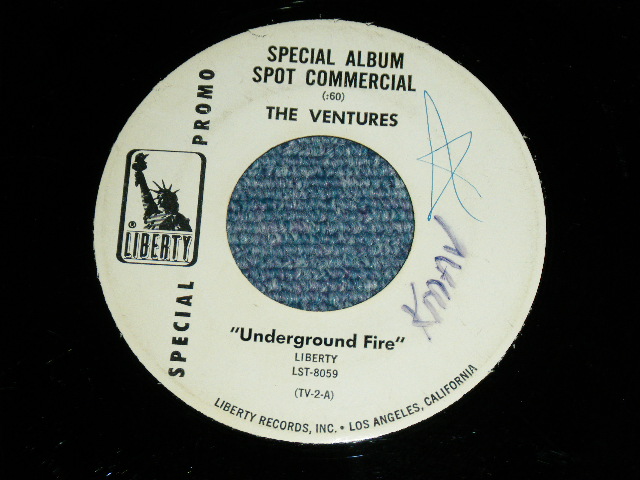 SPECIAL ALBUM
SPOT COMMERCIAL
(:60)
THE VENTURES
SPECIAL PROMO
®
LIBERTY
"Underground Fire"
LIBERTY
LST-8059
(TV-2-A)
LIBERTY RECORDS, INC. • LOS ANGELES, CALIFORNIA